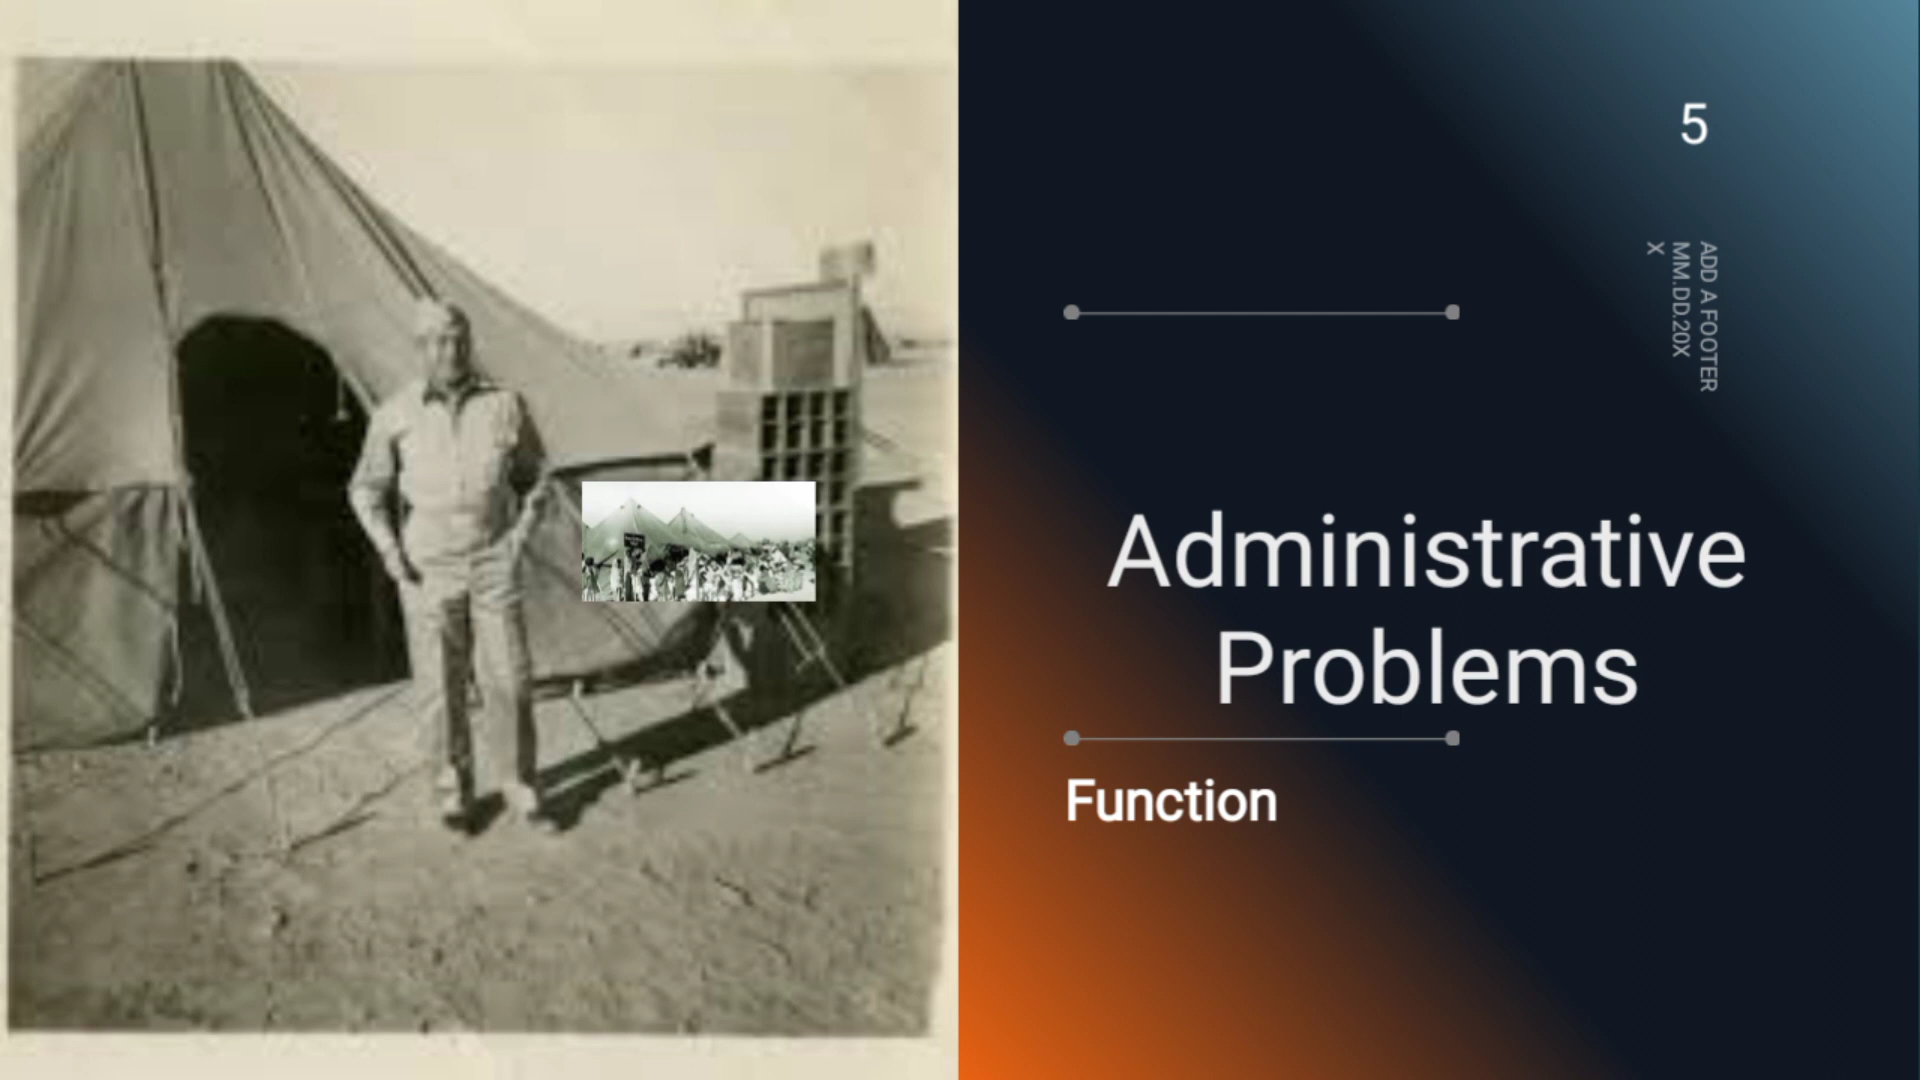 5
ADD A FOOTER
MM.DD.20X
X
Administrative
Problems
Function